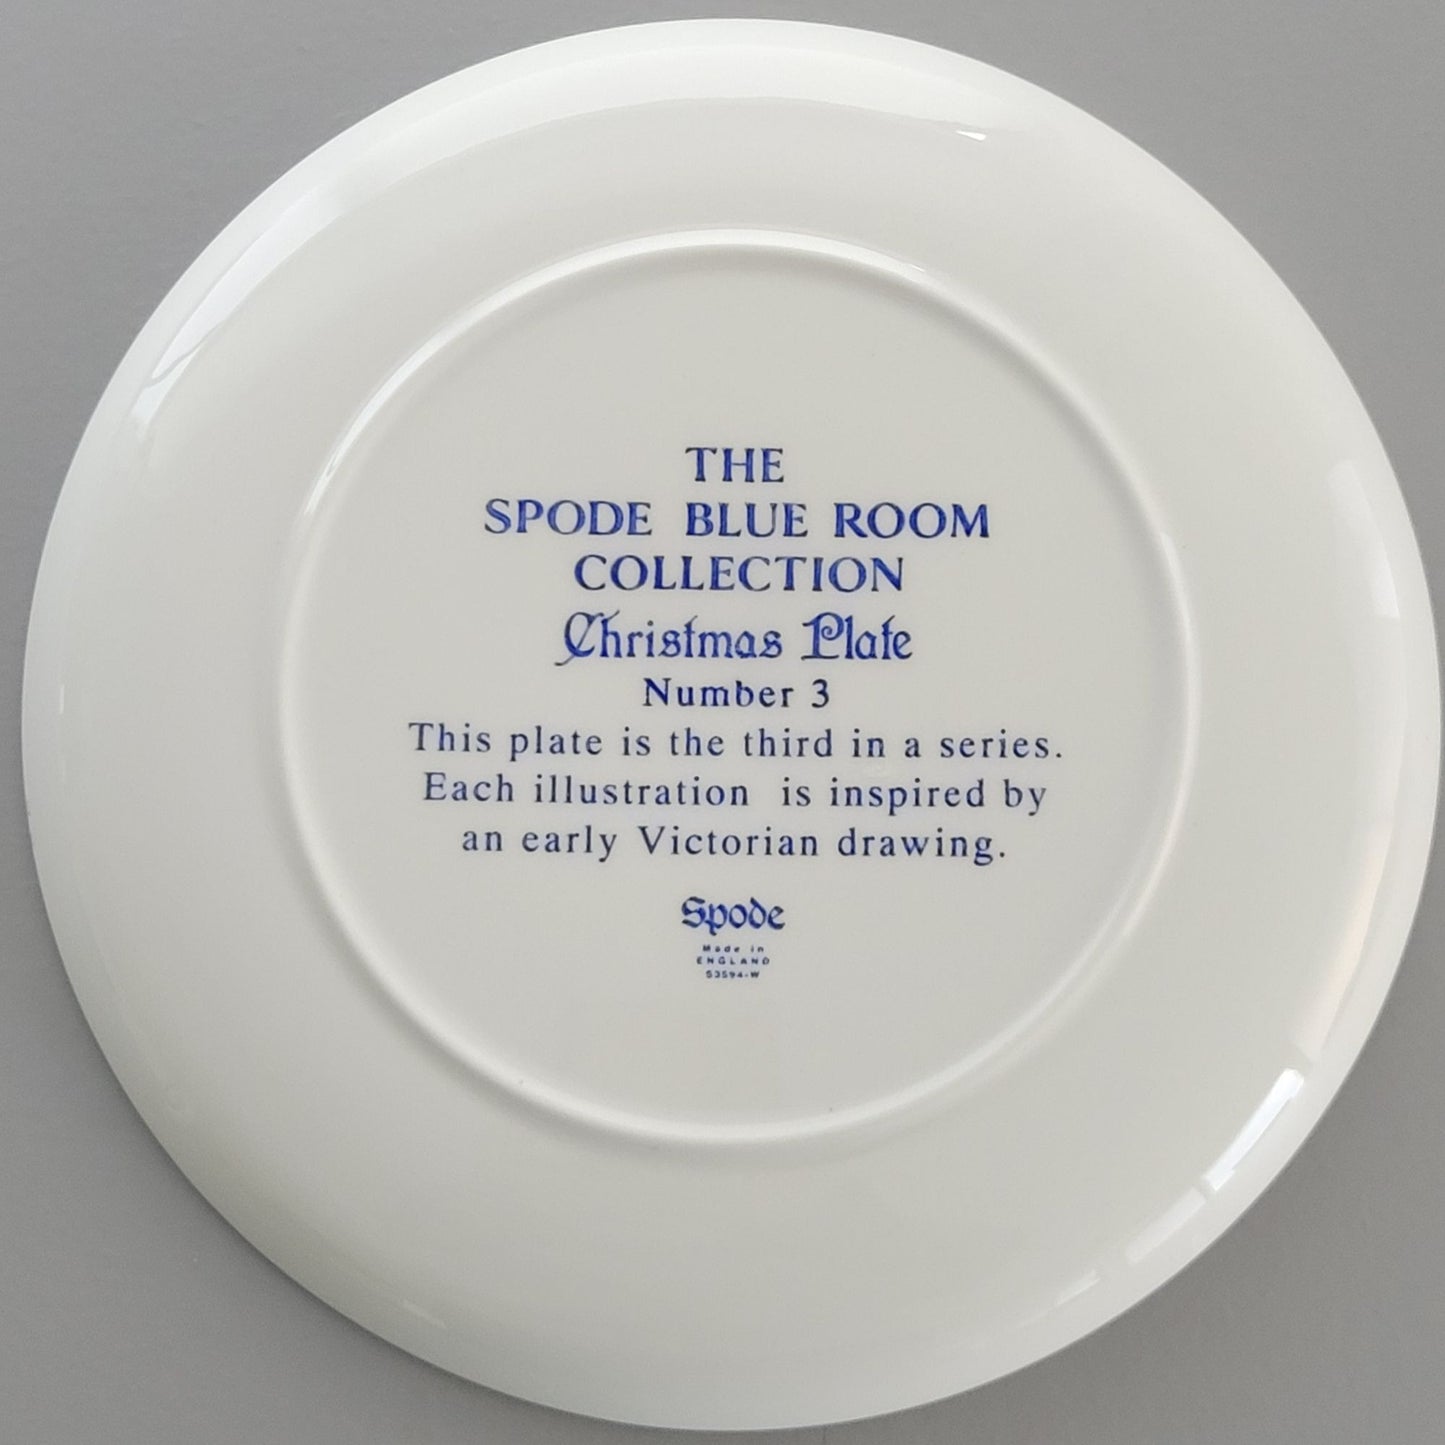 THE
SPODE BLUE ROOM
COLLECTION
Christmas Plate
Number 3
This plate is the third in a series.
Each illustration is inspired by
an early Victorian drawing.
Spode
Made in
ENGLAND
S3594-W